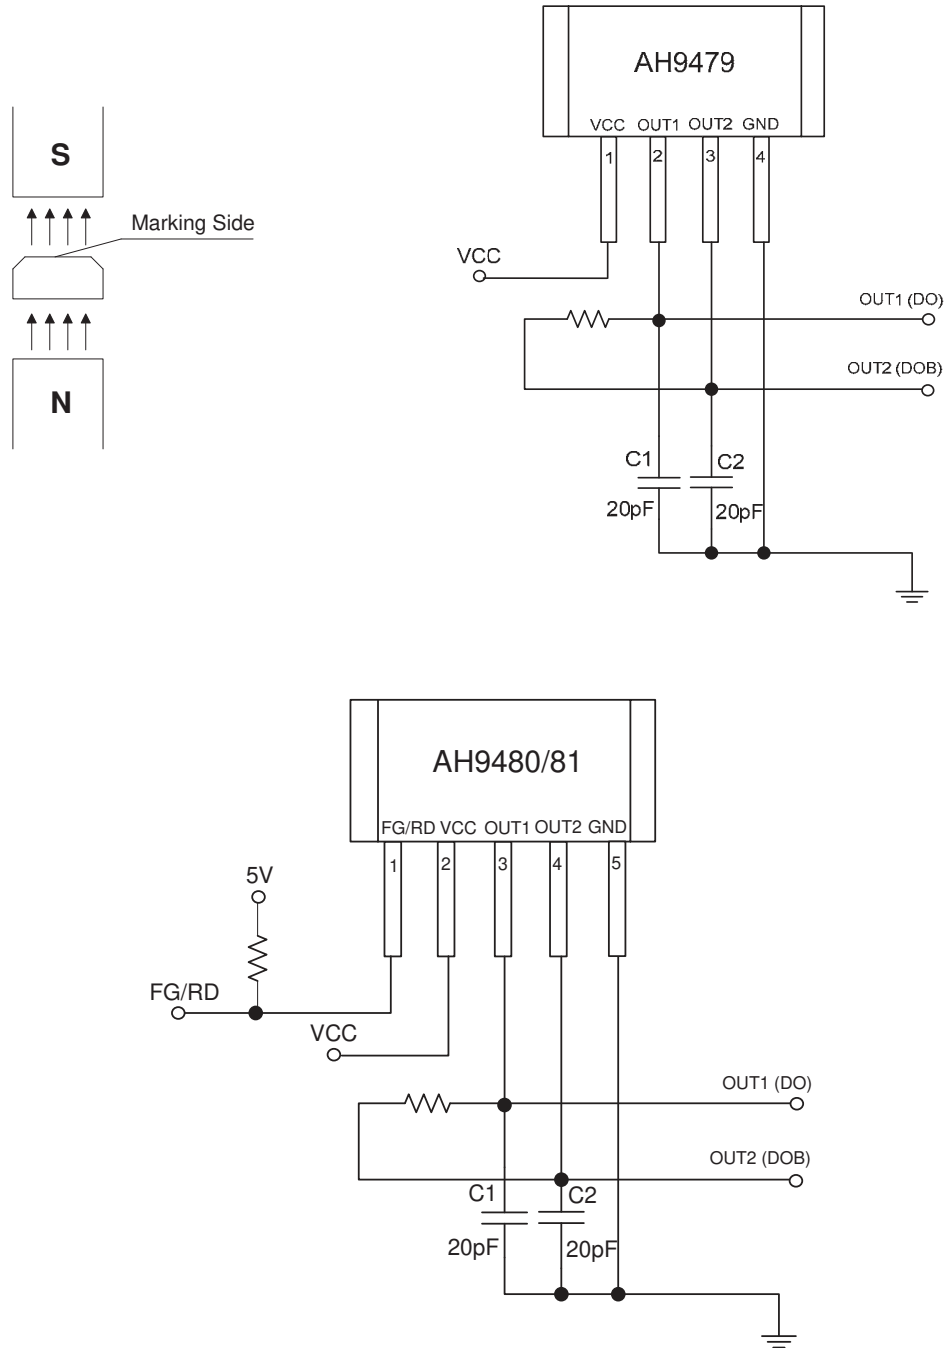 S
Marking Side
N
AH9479
VCC OUT1 OUT2 GND
1 2 3 4
VCC
OUT1 (DO)
OUT2 (DOB)
C1 C2
20pF 20pF
AH9480/81
FG/RD VCC OUT1 OUT2 GND
1 2 3 4 5
5V
FG/RD
VCC
OUT1 (DO)
OUT2 (DOB)
C1 C2
20pF 20pF